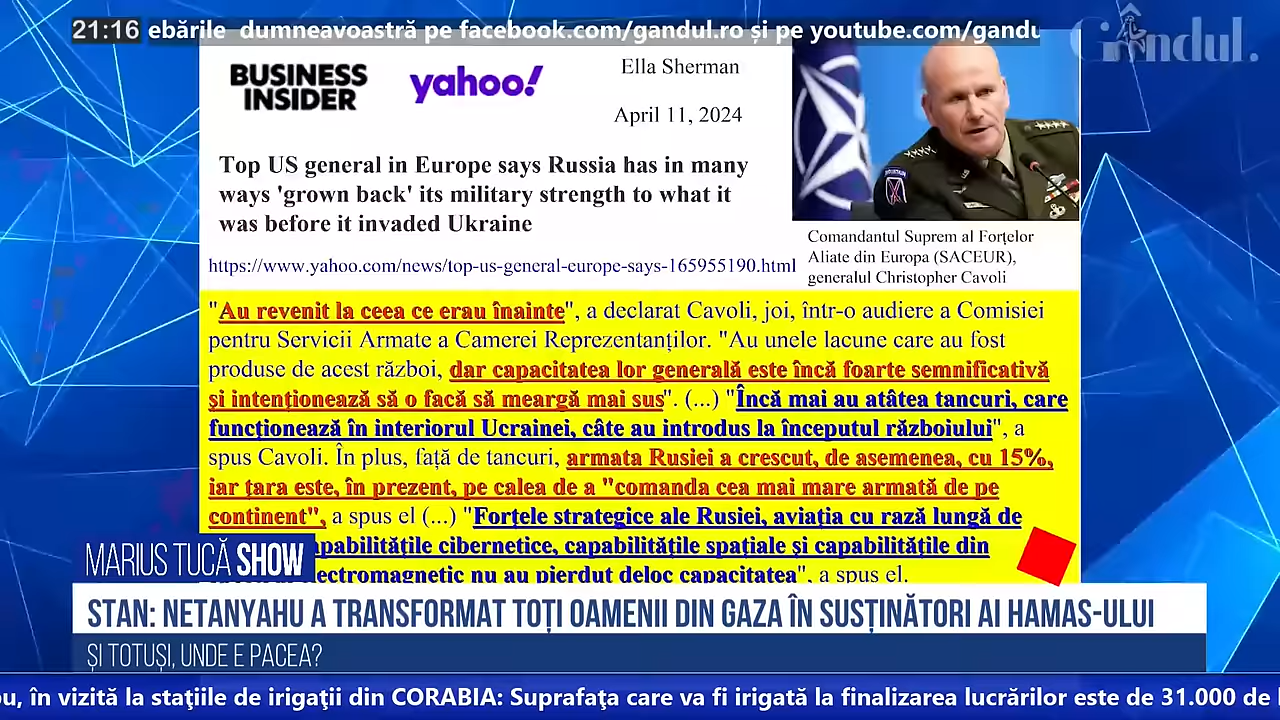 21:16 ebările dumneavoastră pe facebook.com/gandul.ro și pe youtube.com/gandu
Gândul.
BUSINESS INSIDER
yahoo!
Ella Sherman
April 11, 2024
Top US general in Europe says Russia has in many
ways 'grown back' its military strength to what it
was before it invaded Ukraine
https://www.yahoo.com/news/top-us-general-europe-says-165955190.html
Comandantul Suprem al Forțelor
Aliate din Europa (SACEUR),
generalul Christopher Cavoli
"Au revenit la ceea ce erau înainte", a declarat Cavoli, joi, într-o audiere a Comisiei
pentru Servicii Armate a Camerei Reprezentanților. "Au unele lacune care au fost
produse de acest război, dar capacitatea lor generală este încă foarte semnificativă
și intenționează să o facă să meargă mai sus". (...) "Încă mai au atâtea tancuri, care
funcționează în interiorul Ucrainei, câte au introdus la începutul războiului", a
spus Cavoli. În plus, față de tancuri, armata Rusiei a crescut, de asemenea, cu 15%,
iar țara este, în prezent, pe calea de a "comanda cea mai mare armată de pe
continent", a spus el (...) "Forțele strategice ale Rusiei, aviația cu rază lungă de
pabilitățile cibernetice, capabilitățile spațiale și capabilitățile din
ectromagnetic nu au pierdut deloc capacitatea", a spus el.
MARIUS TUCĂ SHOW
STAN: NETANYAHU A TRANSFORMAT TOȚI OAMENII DIN GAZA ÎN SUSȚINĂTORI AI HAMAS-ULUI
ȘI TOTUȘI, UNDE E PACEA?
ou, în vizită la staţiile de irigaţii din CORABIA: Suprafaţa care va fi irigată la finalizarea lucrărilor este de 31.000 de